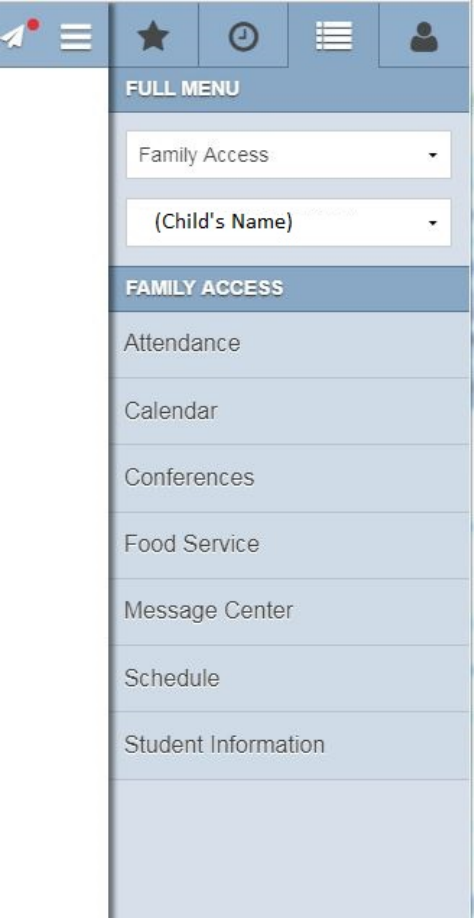 FULL MENU
Family Access
(Child's Name)
FAMILY ACCESS
Attendance
Calendar
Conferences
Food Service
Message Center
Schedule
Student Information